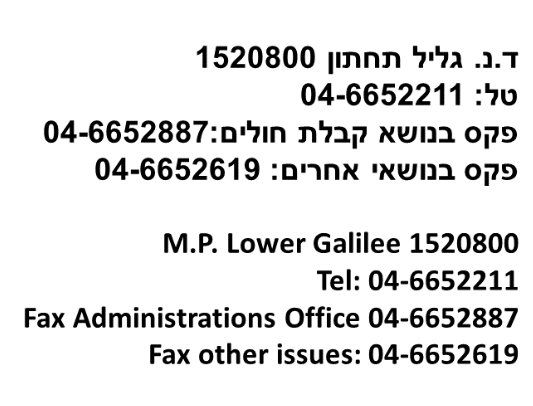 ד.נ. גליל תחתון 1520800
טל: 04-6652211
פקס בנושא קבלת חולים:04-6652887
פקס בנושאי אחרים: 04-6652619
M.P. Lower Galilee 1520800
Tel: 04-6652211
Fax Administrations Office 04-6652887
Fax other issues: 04-6652619